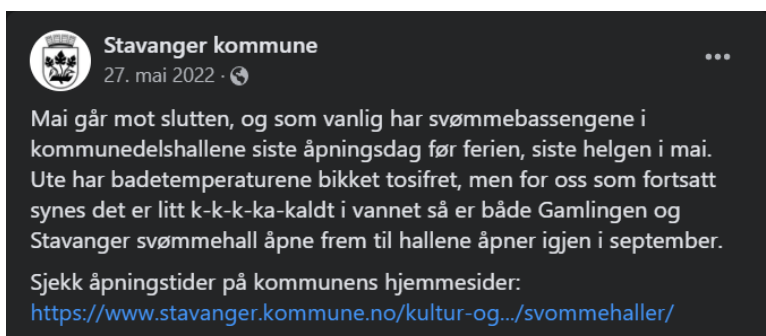 Stavanger kommune
27. mai 2022 ·
Mai går mot slutten, og som vanlig har svømmebassengene i
kommunedelshallene siste åpningsdag før ferien, siste helgen i mai.
Ute har badetemperaturene bikket tosifret, men for oss som fortsatt
synes det er litt k-k-k-ka-kaldt i vannet så er både Gamlingen og
Stavanger svømmehall åpne frem til hallene åpner igjen i september.
Sjekk åpningstider på kommunens hjemmesider:
https://www.stavanger.kommune.no/kultur-og.../svommehaller/